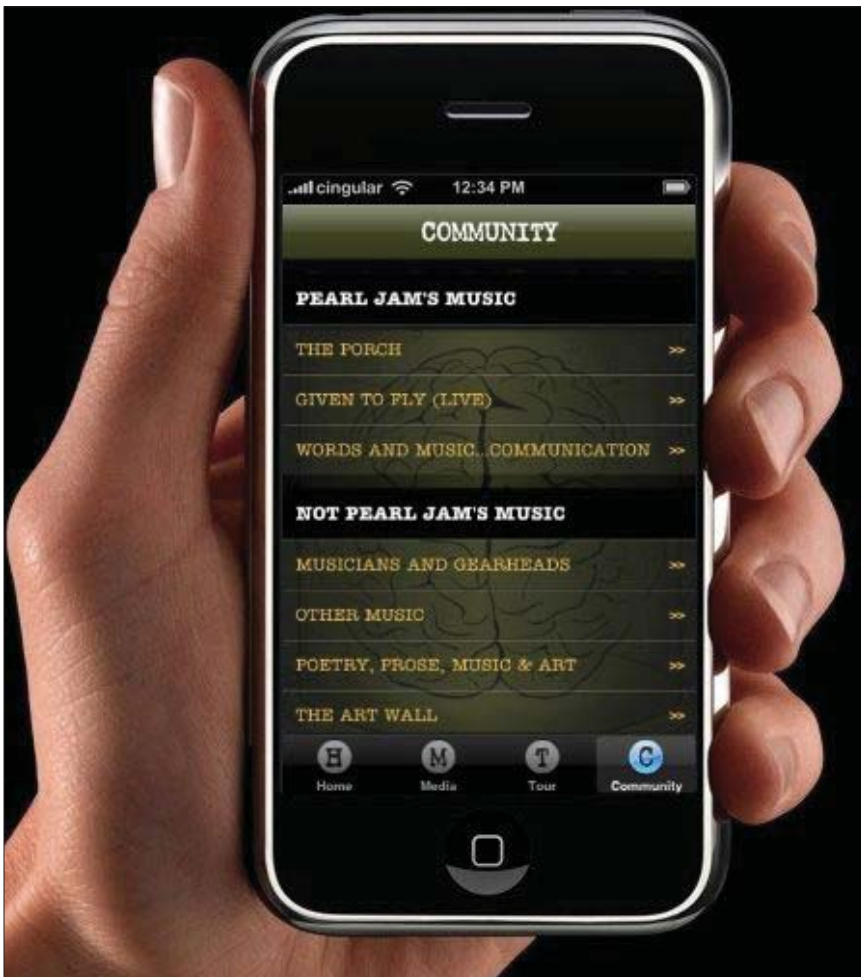 cingular 12:34 PM
COMMUNITY
PEARL JAM'S MUSIC
THE PORCH >>
GIVEN TO FLY (LIVE) >>
WORDS AND MUSIC...COMMUNICATION >>
NOT PEARL JAM'S MUSIC
MUSICIANS AND GEARHEADS >>
OTHER MUSIC >>
POETRY, PROSE, MUSIC & ART >>
THE ART WALL >>
H M T C
Home Media Tour Community